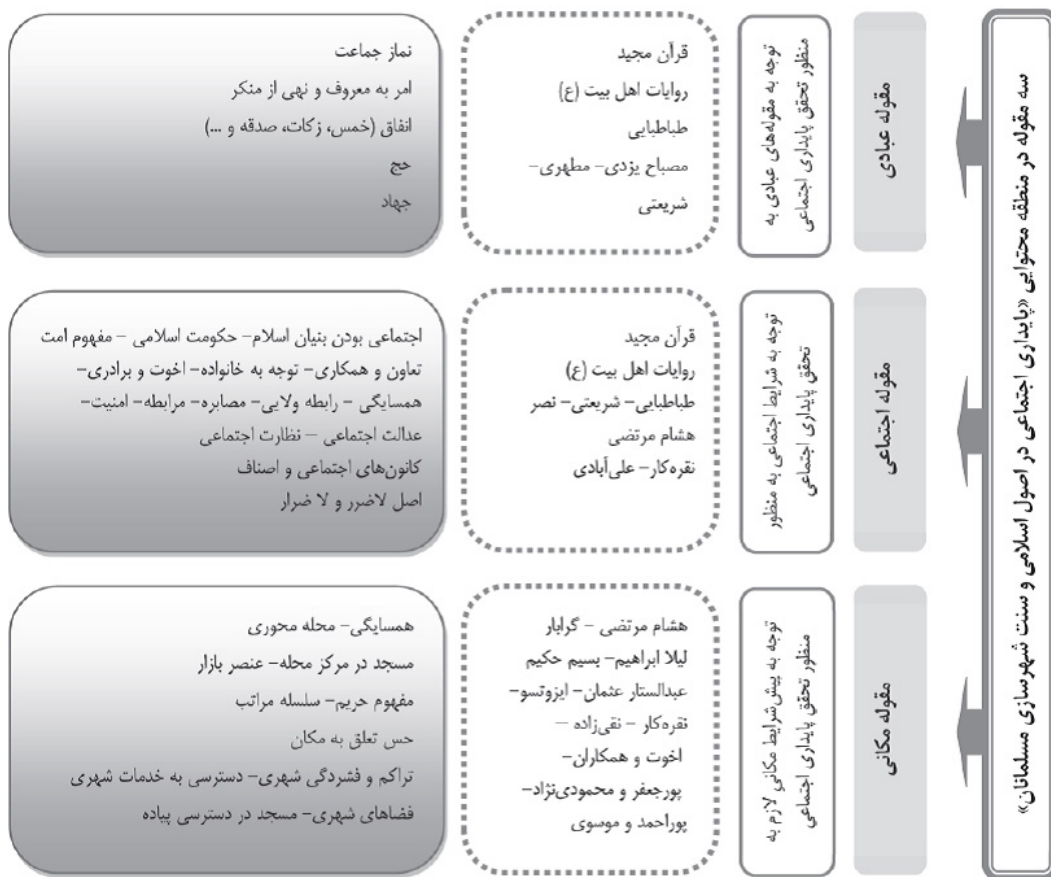 سه مقوله در منطقه محتوایی «پایداری اجتماعی در اصول اسلامی و سنت شهرسازی مسلمانان»
مقوله عبادی
توجه به مقوله‌های عبادی به
منظور تحقق پایداری اجتماعی
قرآن مجید
روایات اهل بیت (ع)
طباطبایی
مصباح یزدی– مطهری–
شریعتی
نماز جماعت
امر به معروف و نهی از منکر
انفاق (خمس، زکات، صدقه و ...)
حج
جهاد
مقوله اجتماعی
توجه به شرایط اجتماعی به منظور
تحقق پایداری اجتماعی
قرآن مجید
روایات اهل بیت (ع)
طباطبایی– شریعتی– نصر
هشام مرتضی
نقره‌کار– علی‌آبادی
اجتماعی بودن بنیان اسلام– حکومت اسلامی – مفهوم امت
تعاون و همکاری– توجه به خانواده– اخوت و برادری–
همسایگی – رابطه ولایی– مصابره– مرابطه– امنیت–
عدالت اجتماعی – نظارت اجتماعی
کانون‌های اجتماعی و اصناف
اصل لاضرر و لا ضرار
مقوله مکانی
توجه به پیش‌شرایط مکانی لازم به
منظور تحقق پایداری اجتماعی
هشام مرتضی – گرابار
لیلا ابراهیم– بسیم حکیم
عبدالستار عثمان– ایزوتسو–
نقره‌کار – نقی‌زاده –
اخوت و همکاران–
پورجعفر و محمودی‌نژاد–
پوراحمد و موسوی
همسایگی– محله محوری
مسجد در مرکز محله– عنصر بازار
مفهوم حریم– سلسله مراتب
حس تعلق به مکان
تراکم و فشردگی شهری– دسترسی به خدمات شهری
فضاهای شهری– مسجد در دسترسی پیاده